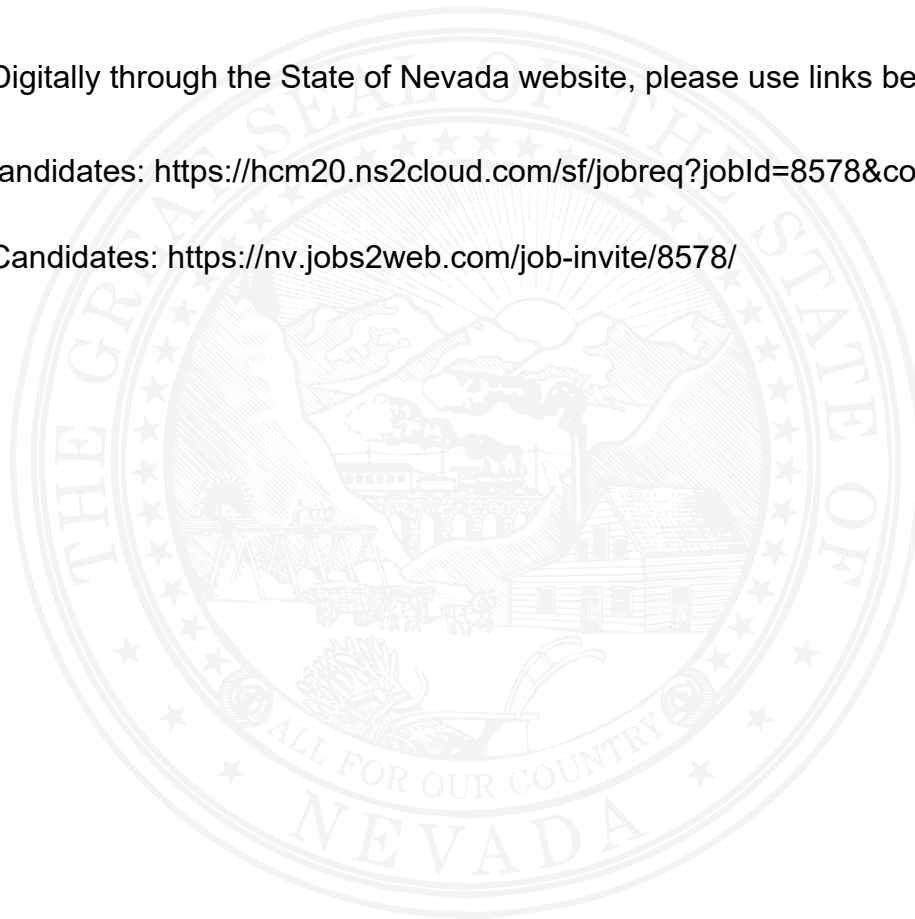 Digitally through the State of Nevada website, please use links be
andidates: https://hcm20.ns2cloud.com/sf/jobreq?jobId=8578&co
Candidates: https://nv.jobs2web.com/job-invite/8578/
THE GREAT SEAL OF THE STATE OF
NEVADA
ALL FOR OUR COUNTRY